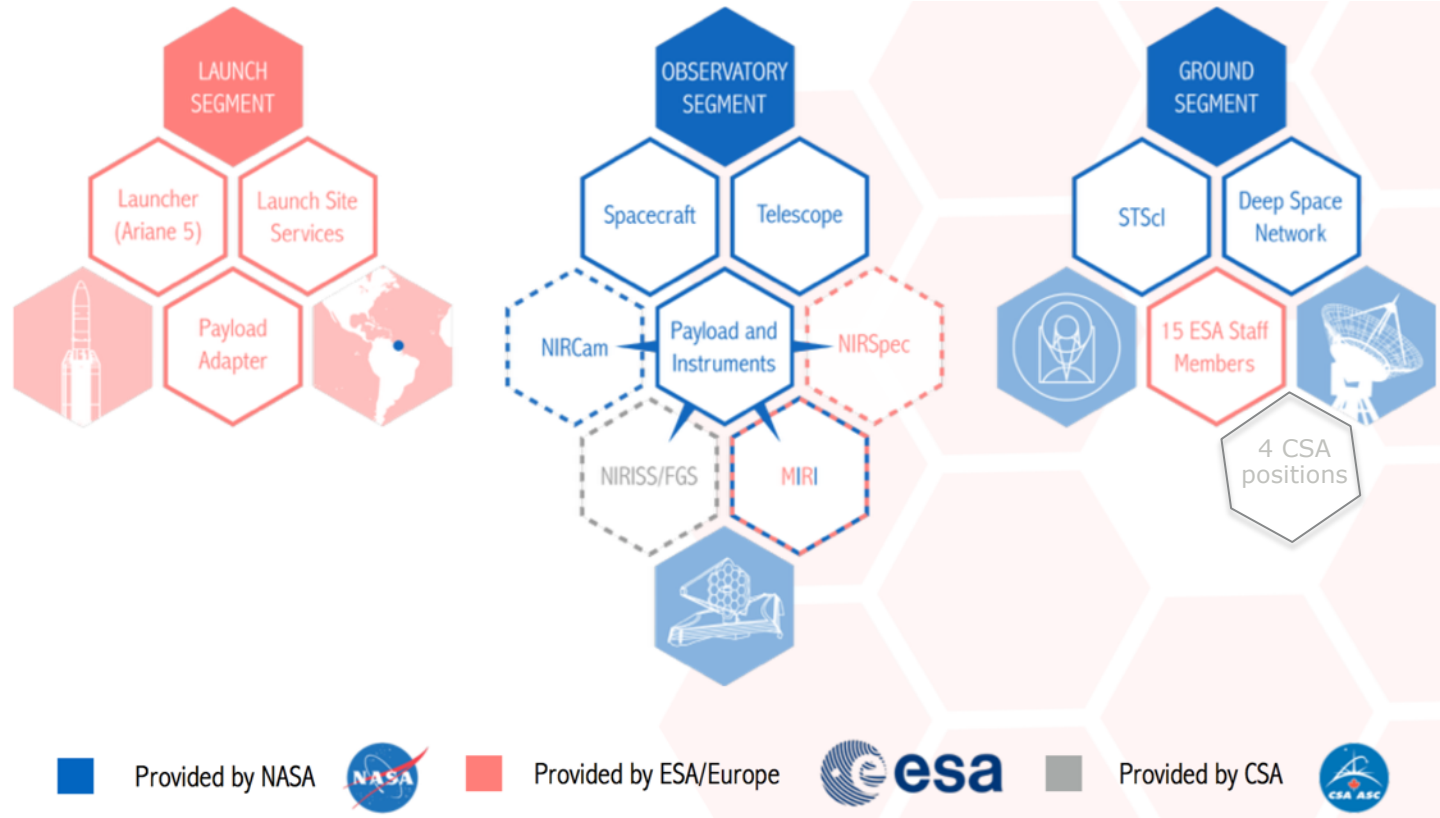 LAUNCH
SEGMENT
Launcher
(Ariane 5)
Launch Site
Services
Payload
Adapter
OBSERVATORY
SEGMENT
Spacecraft
Telescope
NIRCam
Payload and
Instruments
NIRSpec
NIRISS/FGS
MIRI
GROUND
SEGMENT
STScI
Deep Space
Network
15 ESA Staff
Members
4 CSA
positions
Provided by NASA
NASA
Provided by ESA/Europe
esa
Provided by CSA
CSA ASC